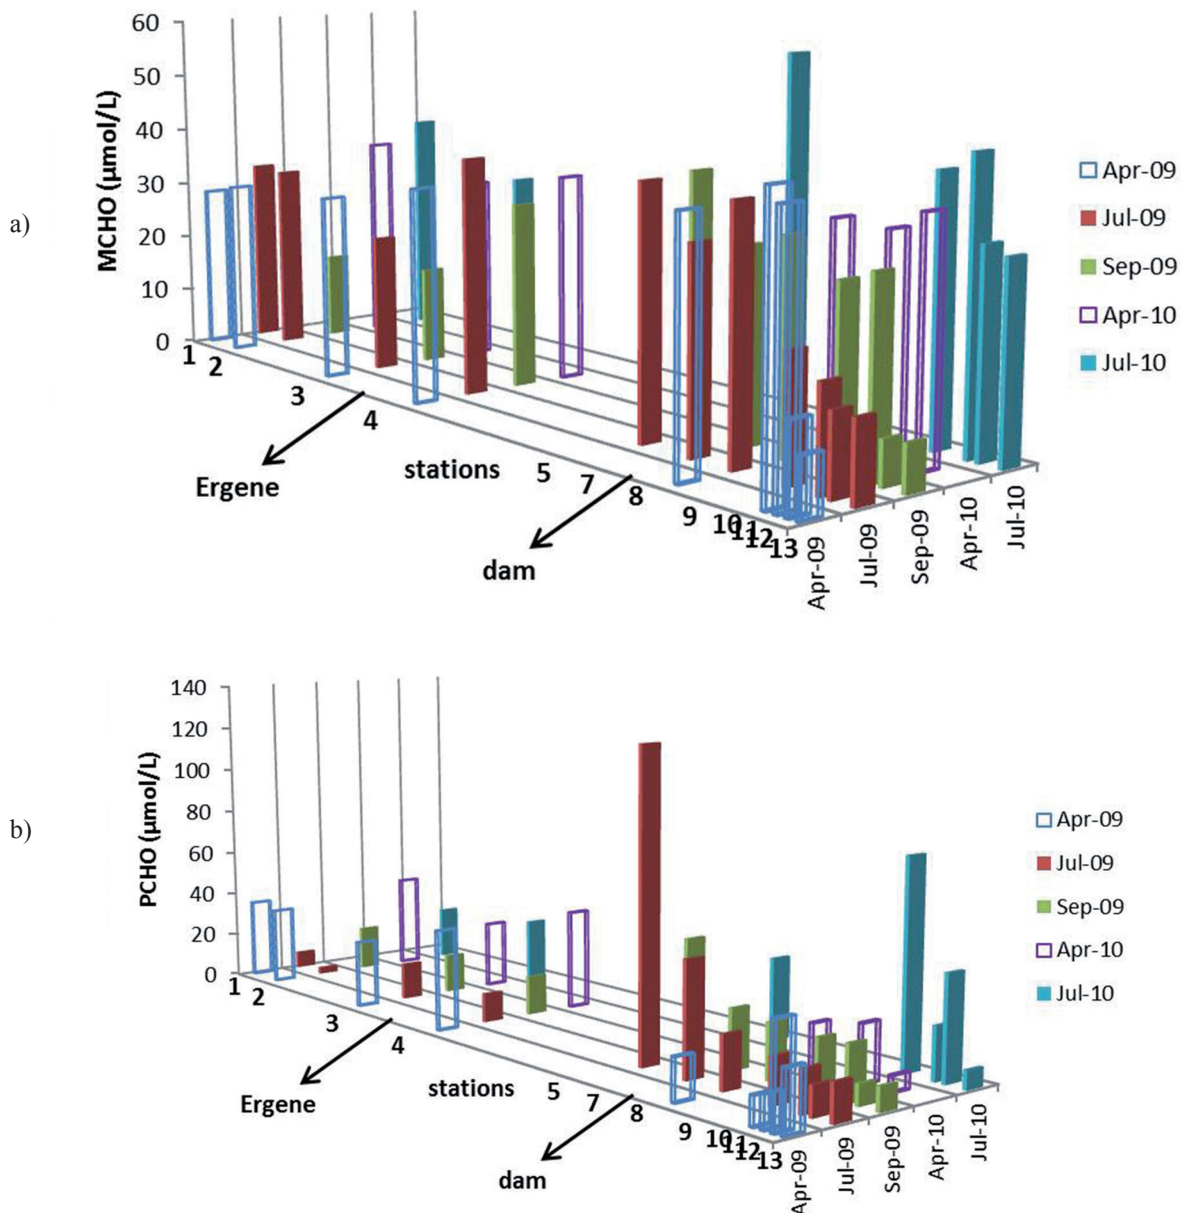 a)
MCHO (µmol/L)
60
50
40
30
20
10
0
1
2
3
4
5
7
8
9
10
11
12
13
Ergene
stations
dam
Apr-09
Jul-09
Sep-09
Apr-10
Jul-10
Apr-09
Jul-09
Sep-09
Apr-10
Jul-10
b)
PCHO (µmol/L)
140
120
100
80
60
40
20
0
1
2
3
4
5
7
8
9
10
11
12
13
Ergene
stations
dam
Apr-09
Jul-09
Sep-09
Apr-10
Jul-10
Apr-09
Jul-09
Sep-09
Apr-10
Jul-10